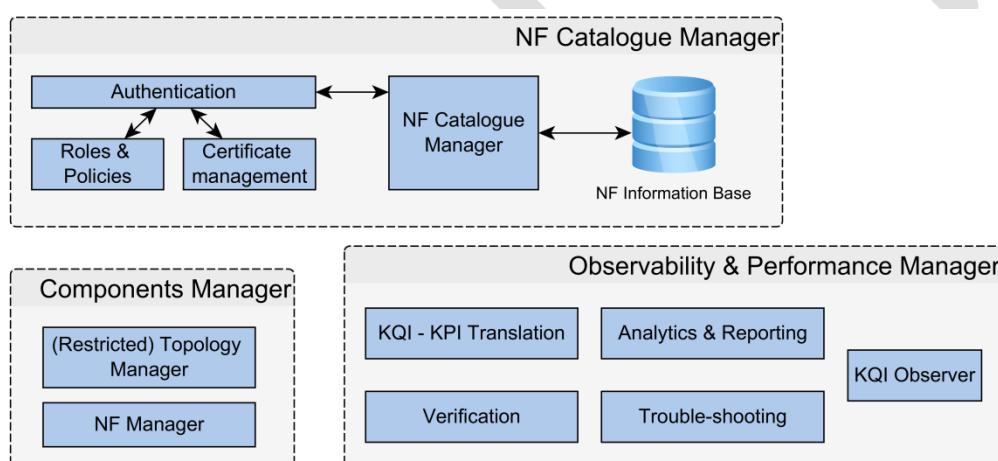 NF Catalogue Manager
Authentication
Roles &
Policies
Certificate
management
NF Catalogue
Manager
NF Information Base
Components Manager
(Restricted) Topology
Manager
NF Manager
Observability & Performance Manager
KQI - KPI Translation
Analytics & Reporting
KQI Observer
Verification
Trouble-shooting